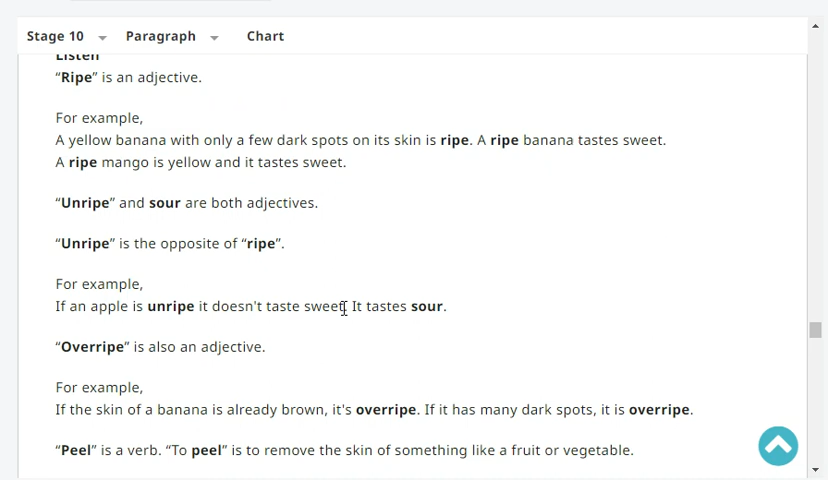 Stage 10 Paragraph Chart
Listen
“Ripe” is an adjective.
For example,
A yellow banana with only a few dark spots on its skin is ripe. A ripe banana tastes sweet.
A ripe mango is yellow and it tastes sweet.
“Unripe” and sour are both adjectives.
“Unripe” is the opposite of “ripe”.
For example,
If an apple is unripe it doesn't taste sweet. It tastes sour.
“Overripe” is also an adjective.
For example,
If the skin of a banana is already brown, it's overripe. If it has many dark spots, it is overripe.
“Peel” is a verb. “To peel” is to remove the skin of something like a fruit or vegetable.